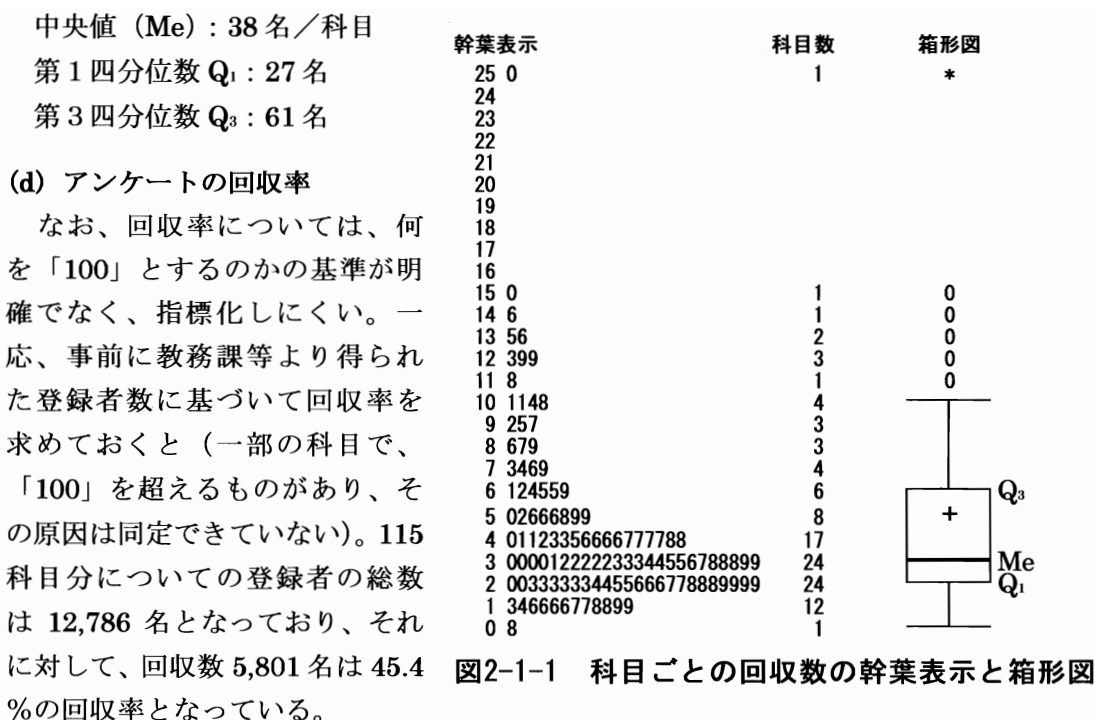 中央値（Me）: 38 名／科目
第 1 四分位数 Q₁ : 27 名
第 3 四分位数 Q₃ : 61 名
(d) アンケートの回収率
なお、回収率については、何
を「100」とするのかの基準が明
確でなく、指標化しにくい。一
応、事前に教務課等より得られ
た登録者数に基づいて回収率を
求めておくと（一部の科目で、
「100」を超えるものがあり、そ
の原因は同定できていない）。115
科目分についての登録者の総数
は 12,786 名となっており、それ
に対して、回収数 5,801 名は 45.4
％の回収率となっている。
幹葉表示 科目数 箱形図
25 0 1 *
24
23
22
21
20
19
18
17
16
15 0 1 0
14 6 1 0
13 56 2 0
12 399 3 0
11 8 1 0
10 1148 4
9 257 3
8 679 3
7 3469 4
6 124559 6 Q₃
5 02666899 8 +
4 01123356666777788 17
3 000012222233344556788899 24 Me
2 003333333445566677888999 24 Q₁
1 346666778899 12
0 8 1
図2-1-1 科目ごとの回収数の幹葉表示と箱形図